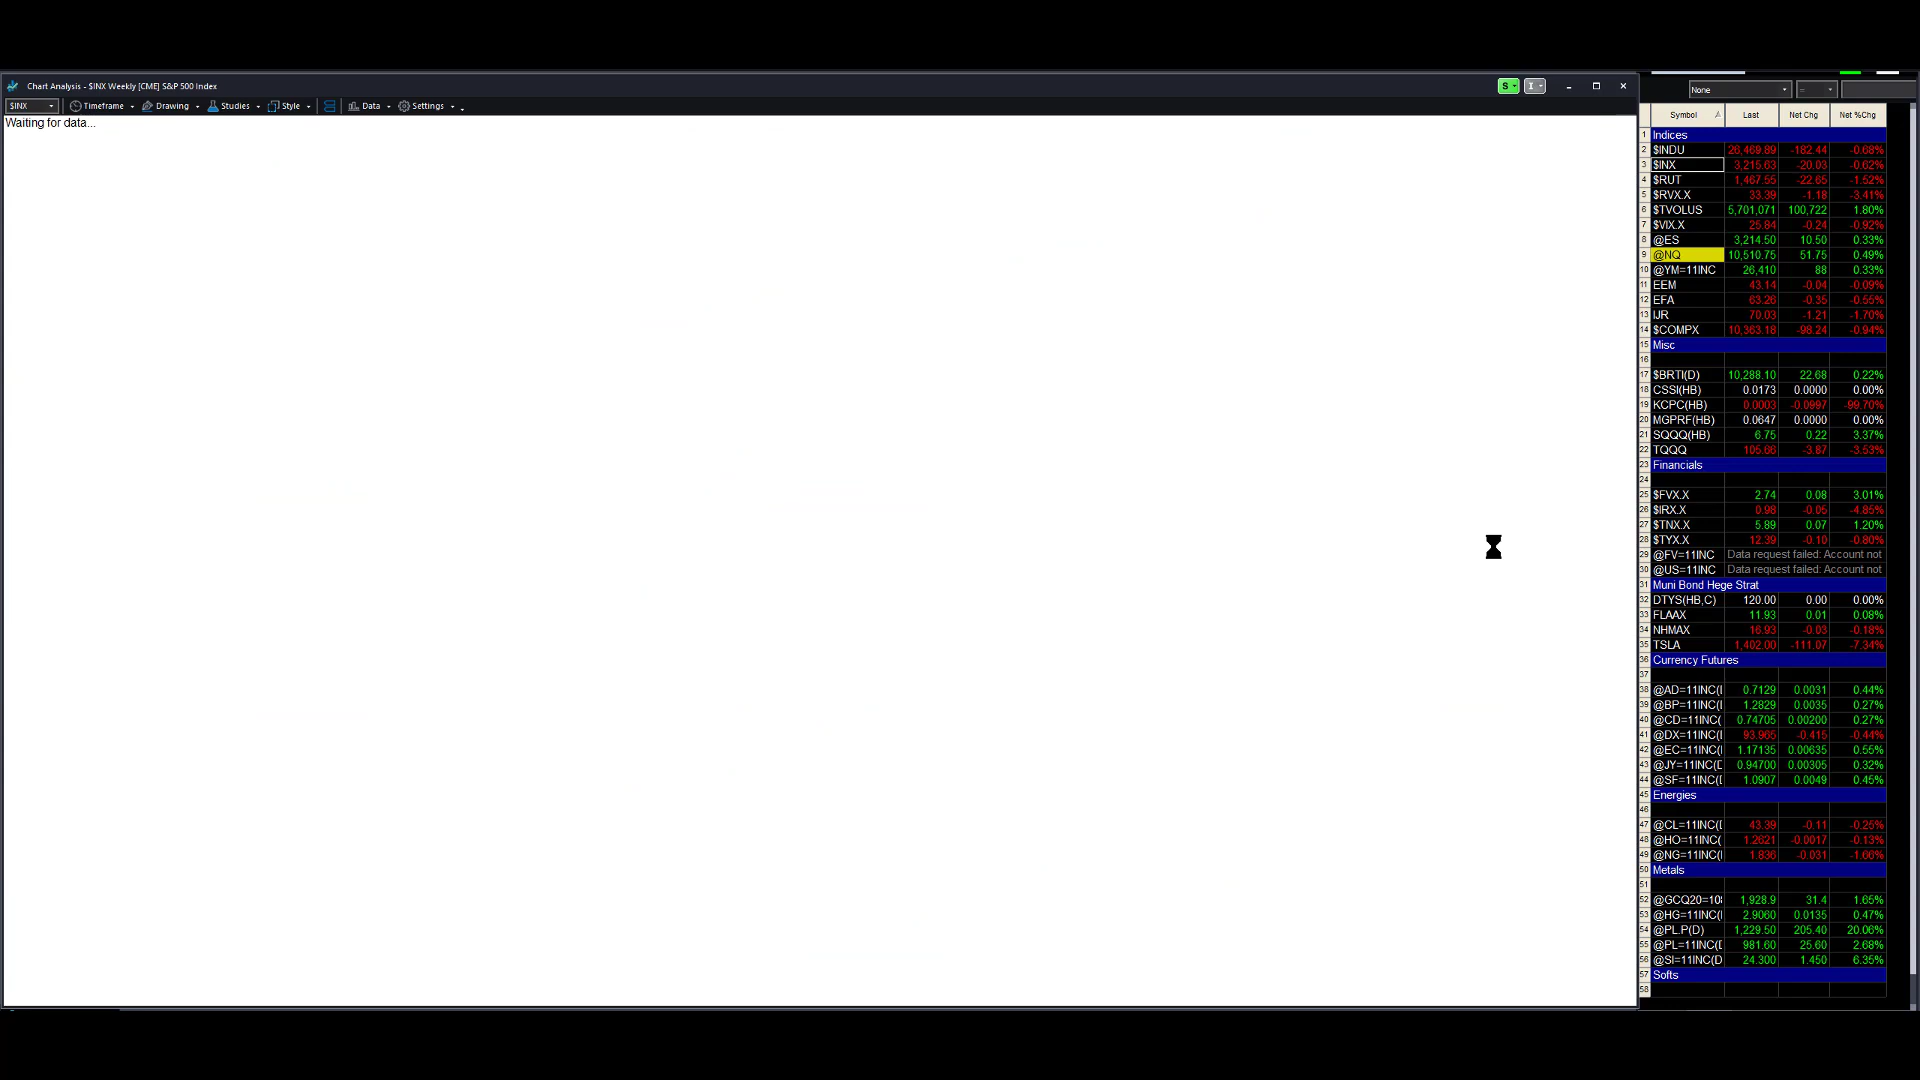 Chart Analysis - $INX Weekly [CME] S&P 500 Index
S
I
$INX Timeframe Drawing Studies Style Data Settings
Waiting for data...
None =
Symbol Last Net Chg Net %Chg
1 Indices
2 $INDU 26,469.89 -182.44 -0.68%
3 $INX 3,215.63 -20.03 -0.62%
4 $RUT 1,467.55 -22.65 -1.52%
5 $RVX.X 33.39 -1.18 -3.41%
6 $TVOLUS 5,701,071 100,722 1.80%
7 $VIX.X 25.84 -0.24 -0.92%
8 @ES 3,214.50 10.50 0.33%
9 @NQ 10,510.75 51.75 0.49%
10 @YM=11INC 26,410 88 0.33%
11 EEM 43.14 -0.04 -0.09%
12 EFA 63.26 -0.35 -0.55%
13 IJR 70.03 -1.21 -1.70%
14 $COMPX 10,363.18 -98.24 -0.94%
15 Misc
16
17 $BRTI(D) 10,288.10 22.68 0.22%
18 CSSI(HB) 0.0173 0.0000 0.00%
19 KCPC(HB) 0.0003 -0.0997 -99.70%
20 MGPRF(HB) 0.0647 0.0000 0.00%
21 SQQQ(HB) 6.75 0.22 3.37%
22 TQQQ 105.66 -3.87 -3.53%
23 Financials
24
25 $FVX.X 2.74 0.08 3.01%
26 $IRX.X 0.98 -0.05 -4.85%
27 $TNX.X 5.89 0.07 1.20%
28 $TYX.X 12.39 -0.10 -0.80%
29 @FV=11INC Data request failed: Account not
30 @US=11INC Data request failed: Account not
31 Muni Bond Hege Strat
32 DTYS(HB,C) 120.00 0.00 0.00%
33 FLAAX 11.93 0.01 0.08%
34 NHMAX 16.93 -0.03 -0.18%
35 TSLA 1,402.00 -111.07 -7.34%
36 Currency Futures
37
38 @AD=11INC(I 0.7129 0.0031 0.44%
39 @BP=11INC(I 1.2829 0.0035 0.27%
40 @CD=11INC( 0.74705 0.00200 0.27%
41 @DX=11INC(I 93.965 -0.415 -0.44%
42 @EC=11INC(I 1.17135 0.00635 0.55%
43 @JY=11INC(D 0.94700 0.00305 0.32%
44 @SF=11INC(D 1.0907 0.0049 0.45%
45 Energies
46
47 @CL=11INC(D 43.39 -0.11 -0.25%
48 @HO=11INC( 1.2621 -0.0017 -0.13%
49 @NG=11INC(I 1.836 -0.031 -1.66%
50 Metals
51
52 @GCQ20=10 1,928.9 31.4 1.65%
53 @HG=11INC(I 2.9060 0.0135 0.47%
54 @PL.P(D) 1,229.50 205.40 20.06%
55 @PL=11INC(D 981.60 25.60 2.68%
56 @SI=11INC(D 24.300 1.450 6.35%
57 Softs
58